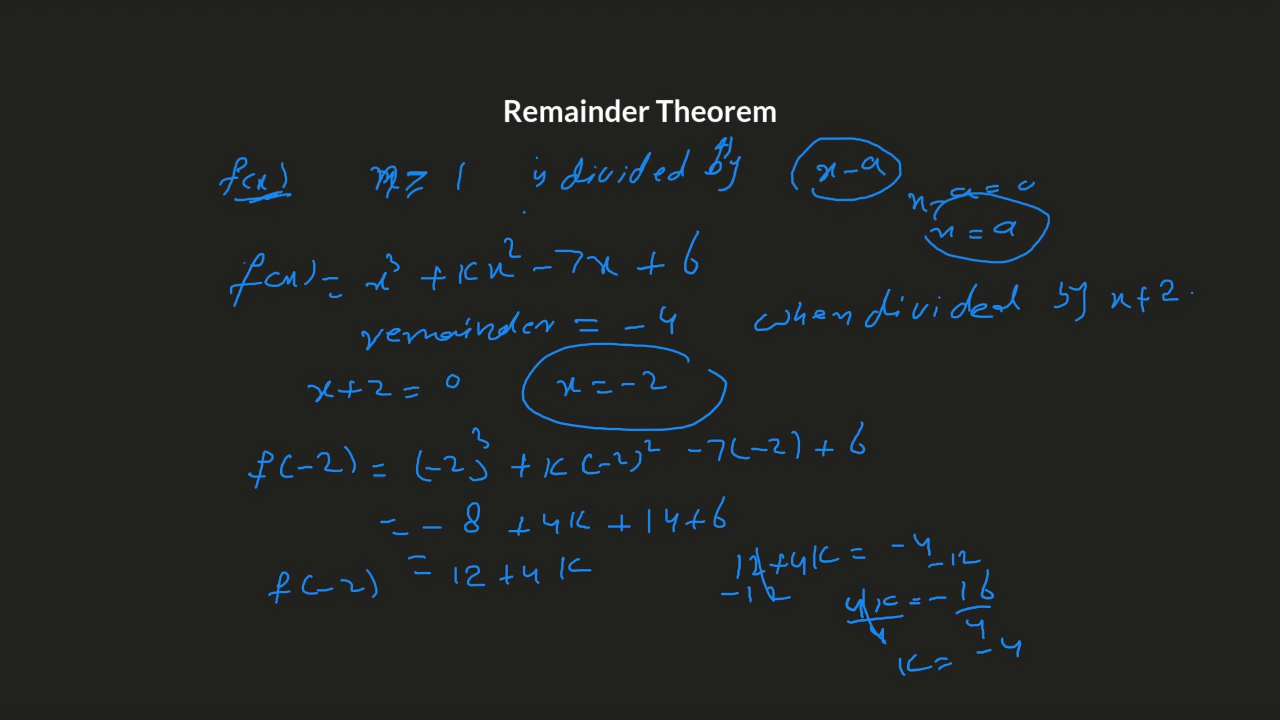 Remainder Theorem
f(x) n ≥ 1 is divided by x-a
x-a=0
x=a
f(x) = x³ + Kx² - 7x + 6
remainder = -4 when divided by x+2.
x+2=0 x=-2
f(-2) = (-2)³ + K(-2)² - 7(-2) + 6
= - 8 + 4K + 14 + 6
f(-2) = 12 + 4K
12+4K = -4 -12
-12
4K = -16
4 4
K = -4